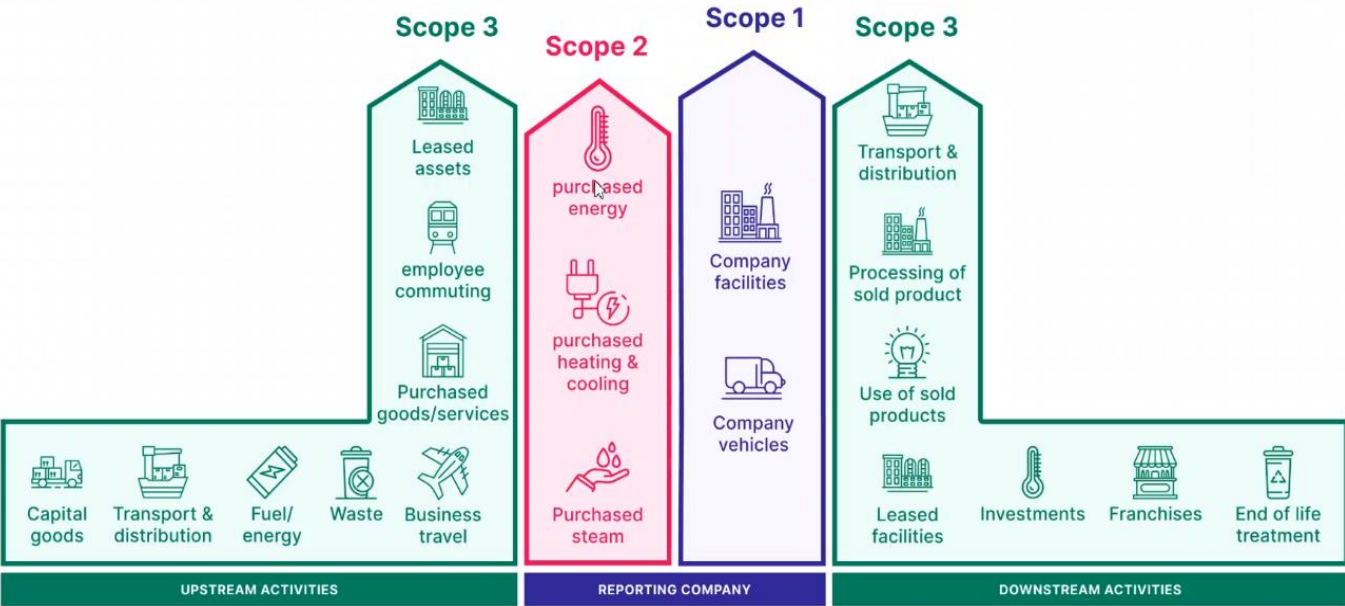 Scope 3
Leased
assets
employee
commuting
Purchased
goods/services
Capital
goods
Transport &
distribution
Fuel/
energy
Waste
Business
travel
UPSTREAM ACTIVITIES
Scope 2
purchased
energy
purchased
heating &
cooling
Purchased
steam
Scope 1
Company
facilities
Company
vehicles
REPORTING COMPANY
Scope 3
Transport &
distribution
Processing of
sold product
Use of sold
products
Leased
facilities
Investments
Franchises
End of life
treatment
DOWNSTREAM ACTIVITIES